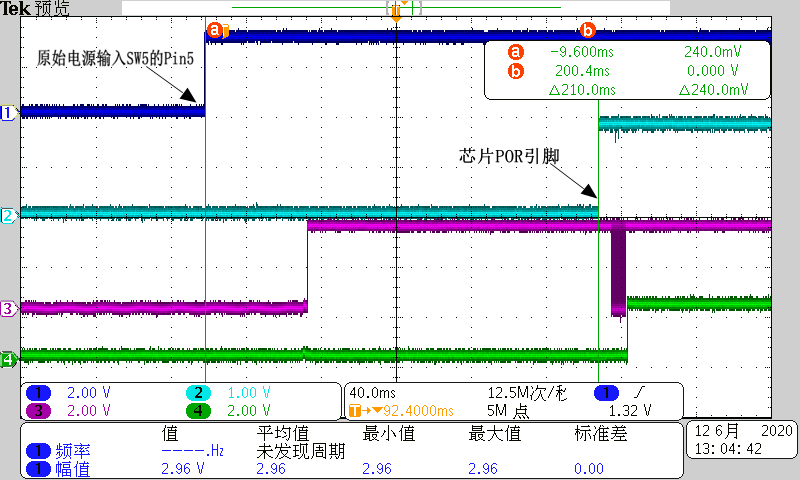 Tek 预览
a
T
b
原始电源输入SW5的Pin5
a -9.600ms 240.0mV
b 200.4ms 0.000 V
△210.0ms △240.0mV
1
芯片POR引脚
2
3
4
1 2.00 V 2 1.00 V
3 2.00 V 4 2.00 V
40.0ms 12.5M次/秒 1
T→▼92.4000ms 5M 点 1.32 V
值 平均值 最小值 最大值 标准差
1 频率 ----.Hz 未发现周期
1 幅值 2.96 V 2.96 2.96 2.96 0.00
12 6月 2020
13:04:42